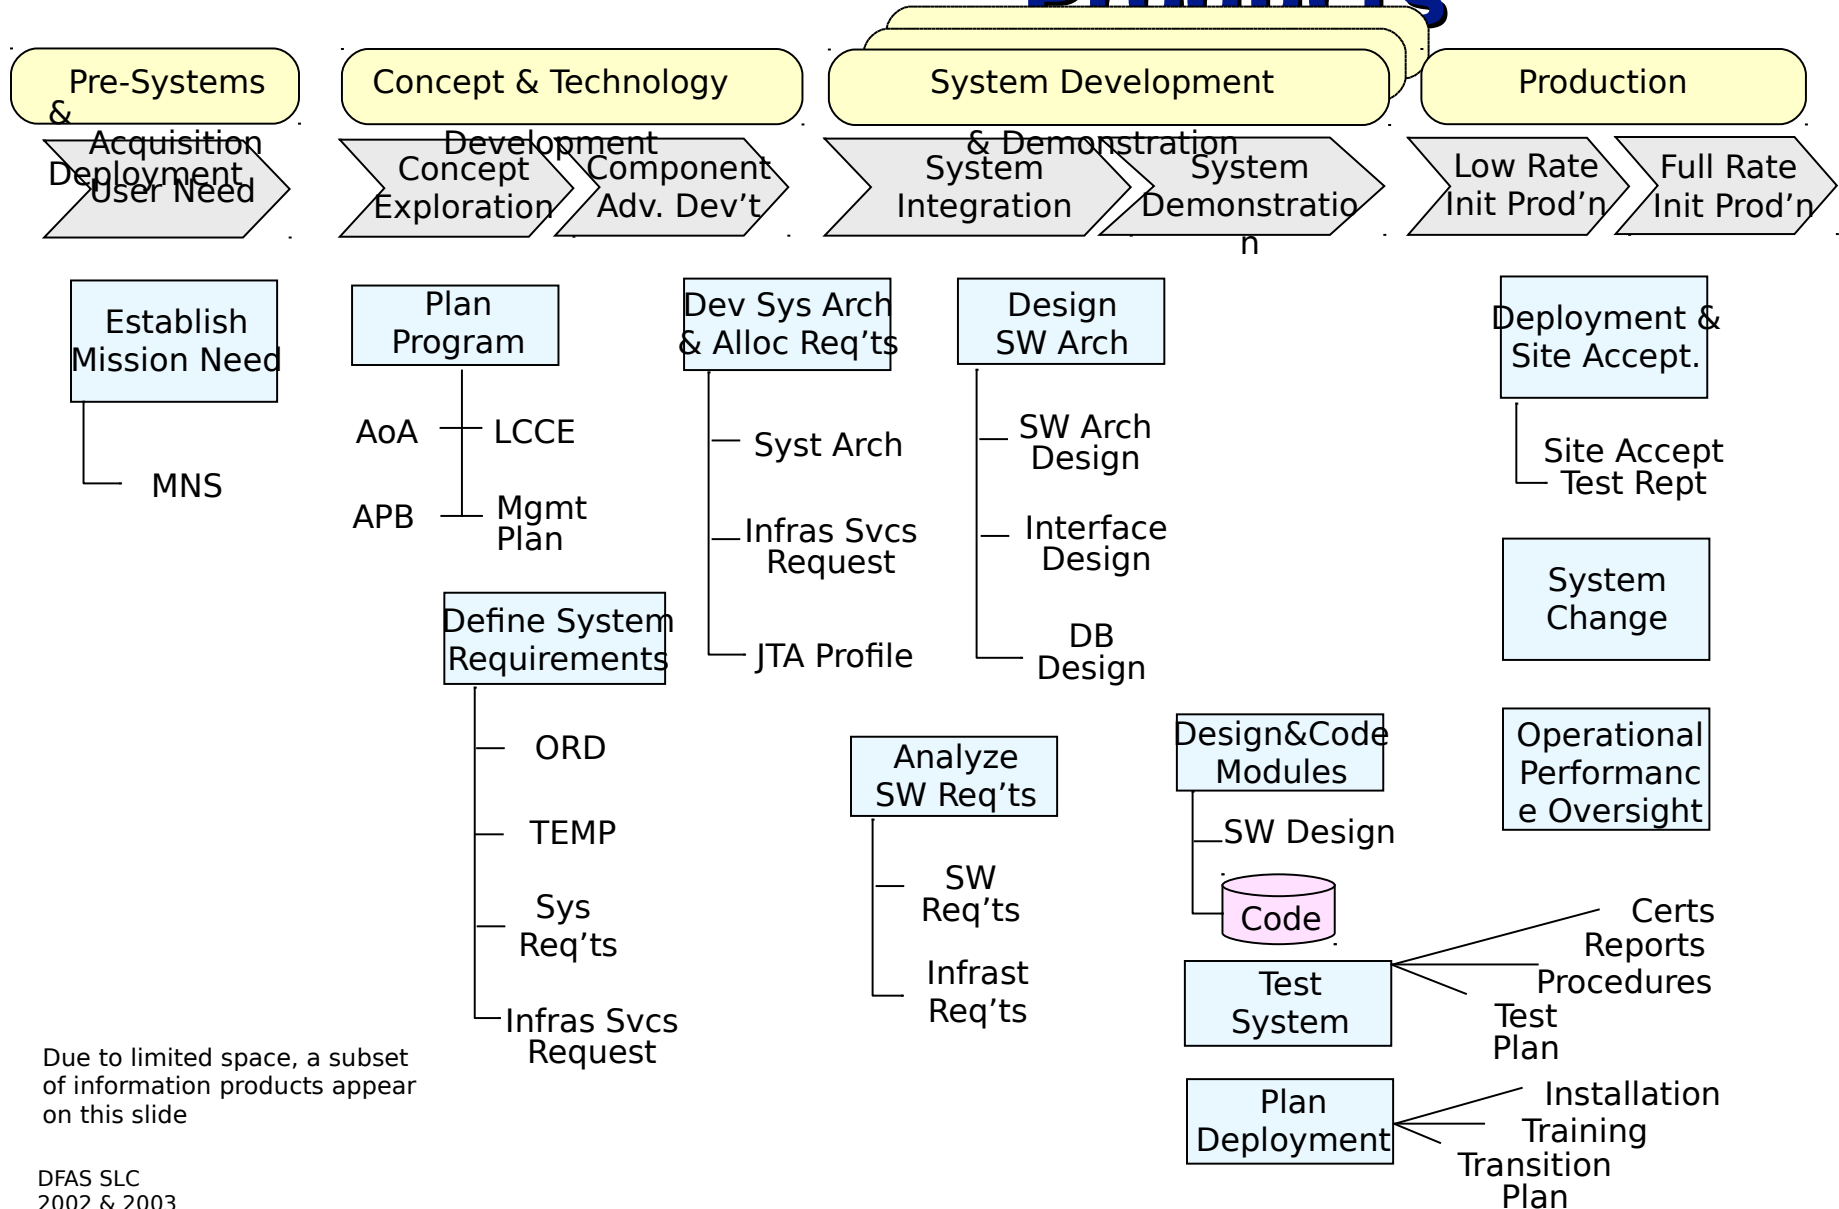 Products
Pre-Systems
&
Acquisition
Deployment
User Need
Concept & Technology
Development
Concept
Exploration
Component
Adv. Dev’t
System Development
& Demonstration
System
Integration
System
Demonstratio
n
Production
Low Rate
Init Prod’n
Full Rate
Init Prod’n
Establish
Mission Need
MNS
Plan
Program
AoA
LCCE
APB
Mgmt
Plan
Define System
Requirements
ORD
TEMP
Sys
Req’ts
Infras Svcs
Request
Dev Sys Arch
& Alloc Req’ts
Syst Arch
Infras Svcs
Request
JTA Profile
Design
SW Arch
SW Arch
Design
Interface
Design
DB
Design
Analyze
SW Req’ts
SW
Req’ts
Infrast
Req’ts
Design&Code
Modules
SW Design
Code
Test
System
Certs
Reports
Procedures
Test
Plan
Plan
Deployment
Installation
Training
Transition
Plan
Deployment &
Site Accept.
Site Accept
Test Rept
System
Change
Operational
Performanc
e Oversight
Due to limited space, a subset
of information products appear
on this slide
DFAS SLC
2002 & 2003